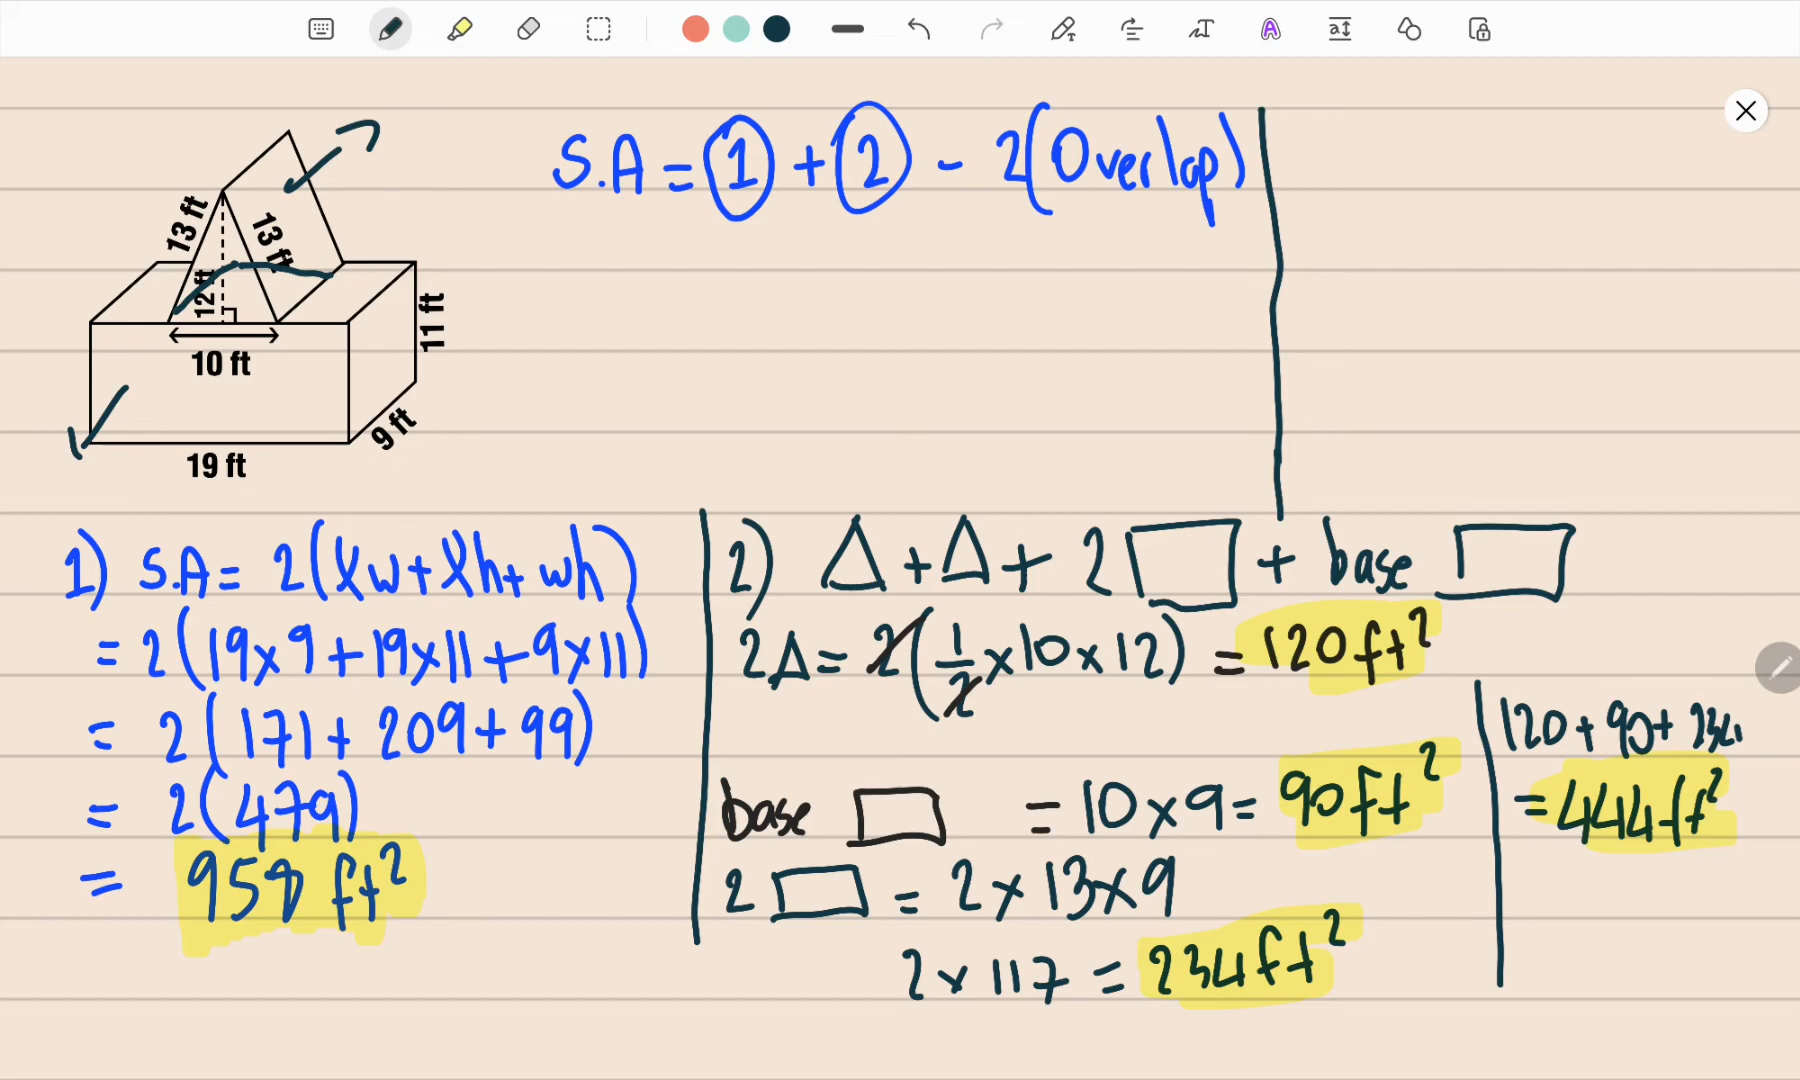 S.A = 1 + 2 - 2(Overlap)
13 ft
13 ft
12 ft
10 ft
11 ft
9 ft
19 ft
1) S.A = 2(lw + lh + wh)
= 2(19 x 9 + 19 x 11 + 9 x 11)
= 2(171 + 209 + 99)
= 2(479)
= 958 ft²
2) Δ + Δ + 2 ▭ + base ▭
2Δ = 2(1/2 x 10 x 12) = 120 ft²
base ▭ = 10 x 9 = 90 ft²
2 ▭ = 2 x 13 x 9
2 x 117 = 234 ft²
120 + 90 + 234
= 444 ft²